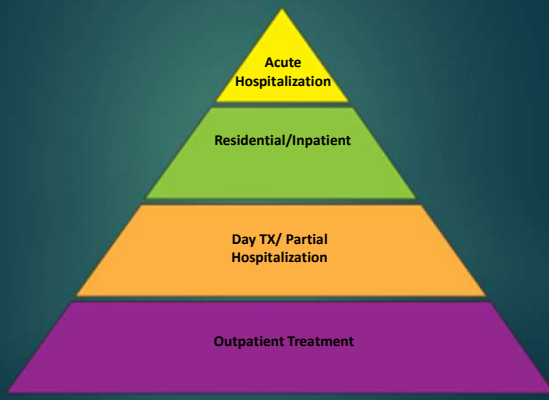 Acute
Hospitalization
Residential/Inpatient
Day TX/ Partial
Hospitalization
Outpatient Treatment